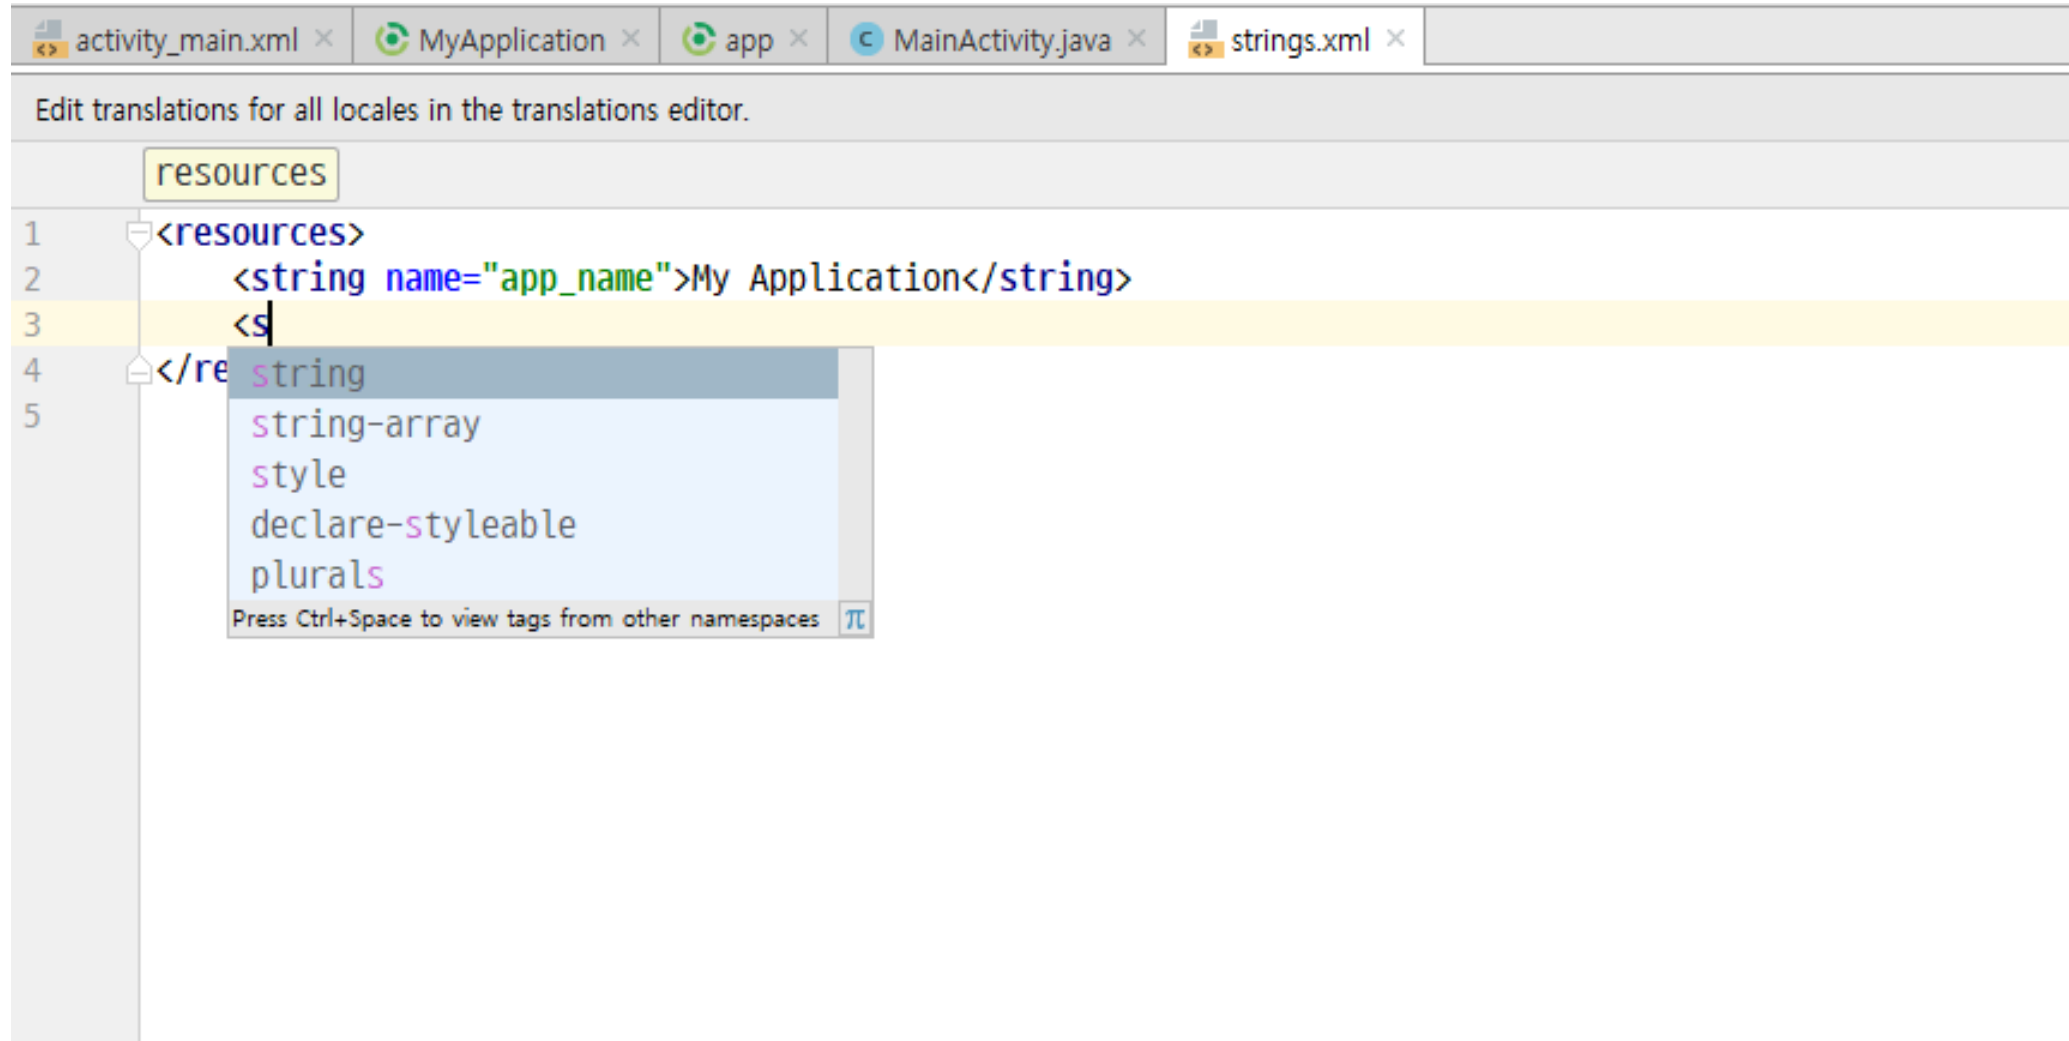 activity_main.xml × MyApplication × app × C MainActivity.java × strings.xml ×
Edit translations for all locales in the translations editor.
resources
1 <resources>
2 <string name="app_name">My Application</string>
3 <s
4 </re
5
string
string-array
style
declare-styleable
plurals
Press Ctrl+Space to view tags from other namespaces π